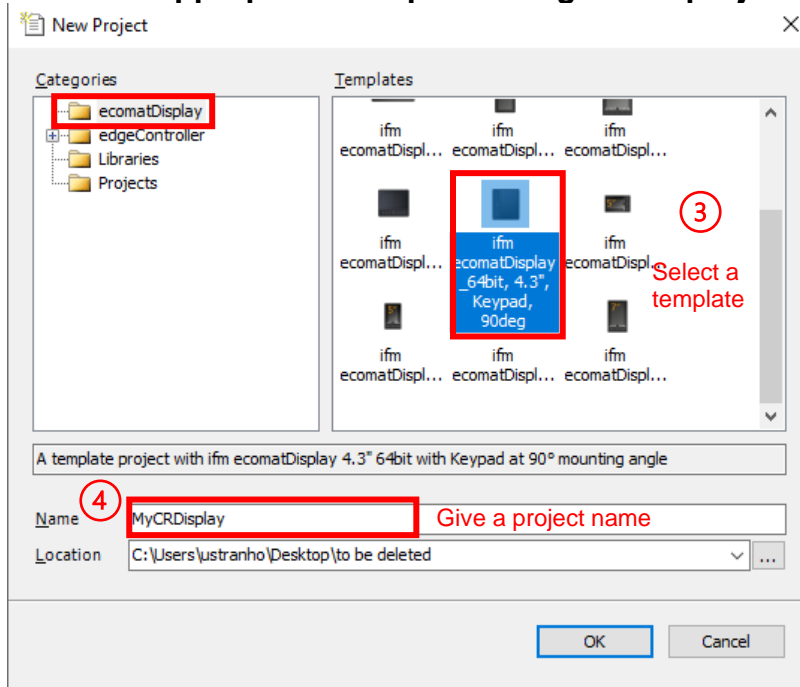 New Project
Categories
Templates
ecomatDisplay
edgeController
Libraries
Projects
ifm ecomatDispl...
ifm ecomatDispl...
ifm ecomatDispl...
ifm ecomatDispl...
ifm
ecomatDisplay
_64bit, 4.3",
Keypad,
90deg
ifm ecomatDispl...
3
Select a
template
ifm ecomatDispl...
ifm ecomatDispl...
ifm ecomatDispl...
A template project with ifm ecomatDisplay 4.3" 64bit with Keypad at 90° mounting angle
4
Name
MyCRDisplay
Give a project name
Location
C:\Users\ustranho\Desktop\to be deleted
...
OK
Cancel